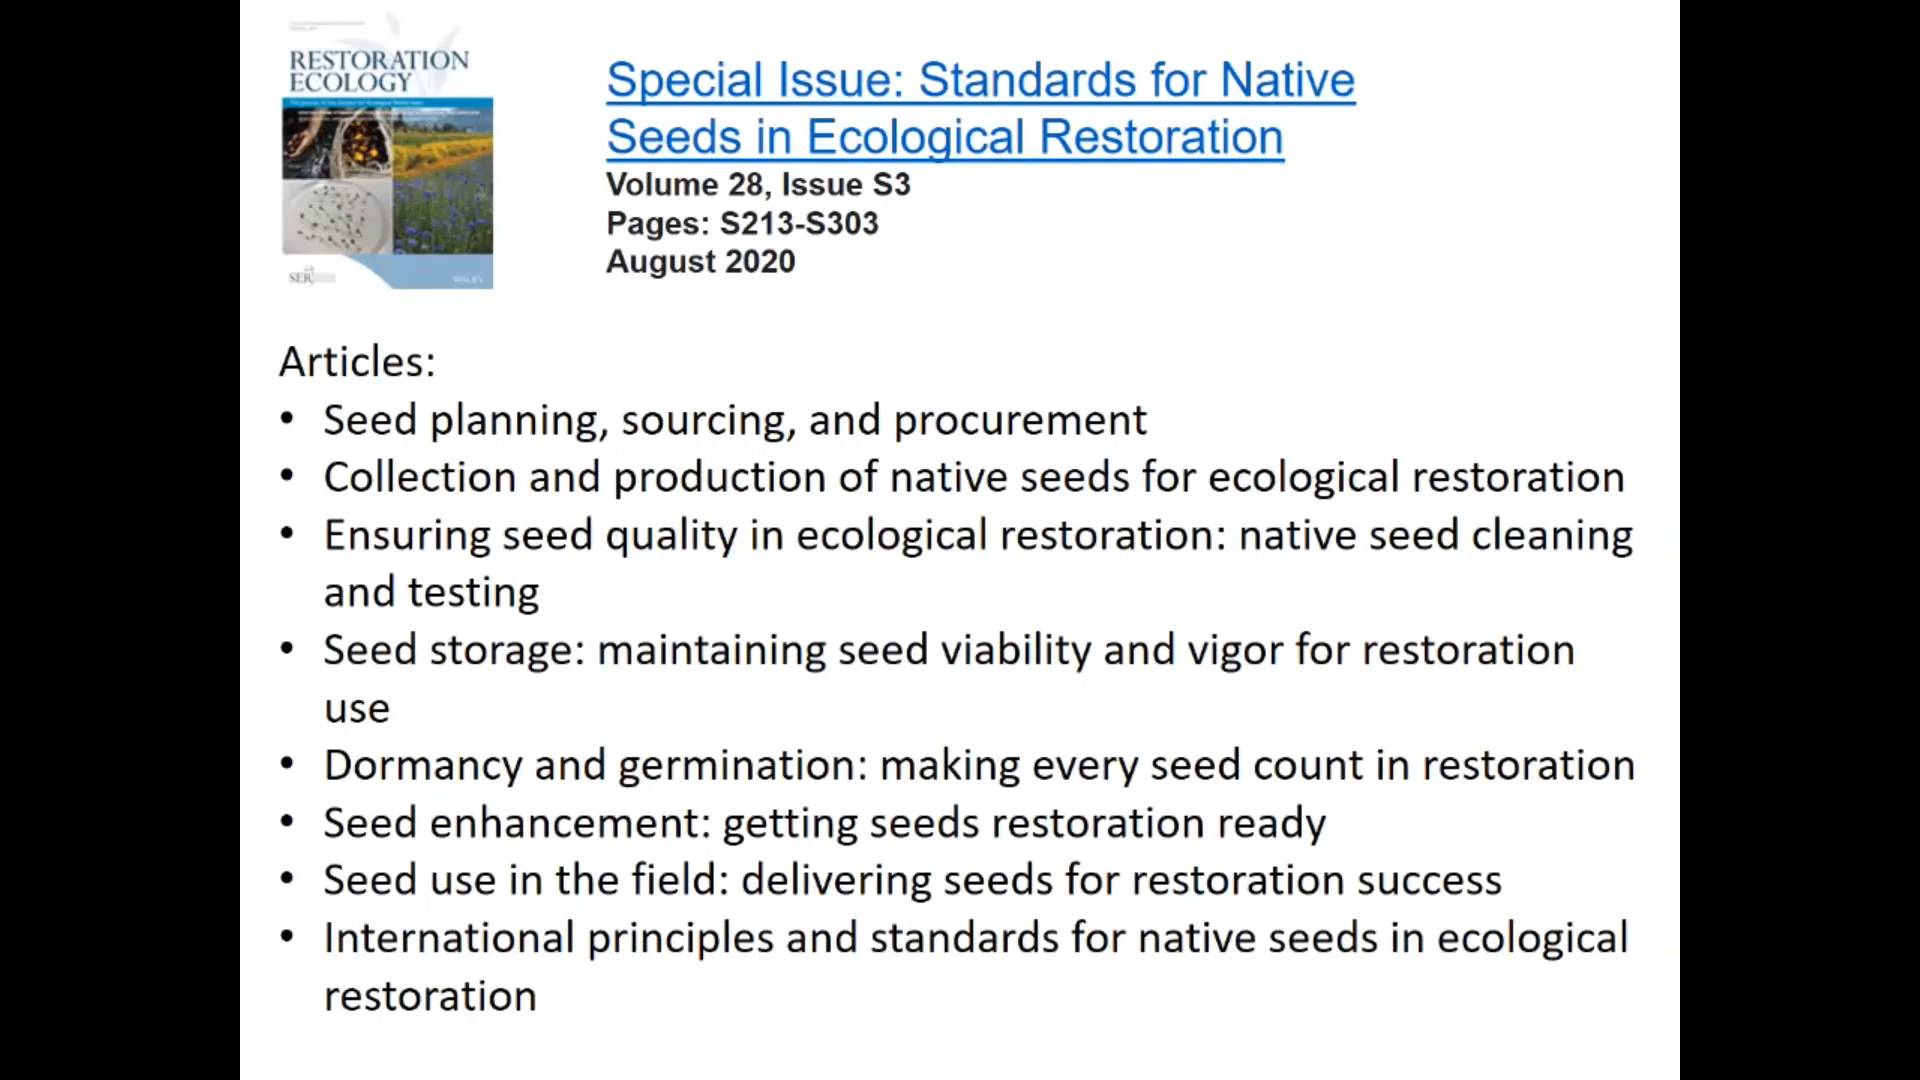 RESTORATION
ECOLOGY
SER
WILEY
Special Issue: Standards for Native
Seeds in Ecological Restoration
Volume 28, Issue S3
Pages: S213-S303
August 2020
Articles:
• Seed planning, sourcing, and procurement
• Collection and production of native seeds for ecological restoration
• Ensuring seed quality in ecological restoration: native seed cleaning
and testing
• Seed storage: maintaining seed viability and vigor for restoration
use
• Dormancy and germination: making every seed count in restoration
• Seed enhancement: getting seeds restoration ready
• Seed use in the field: delivering seeds for restoration success
• International principles and standards for native seeds in ecological
restoration